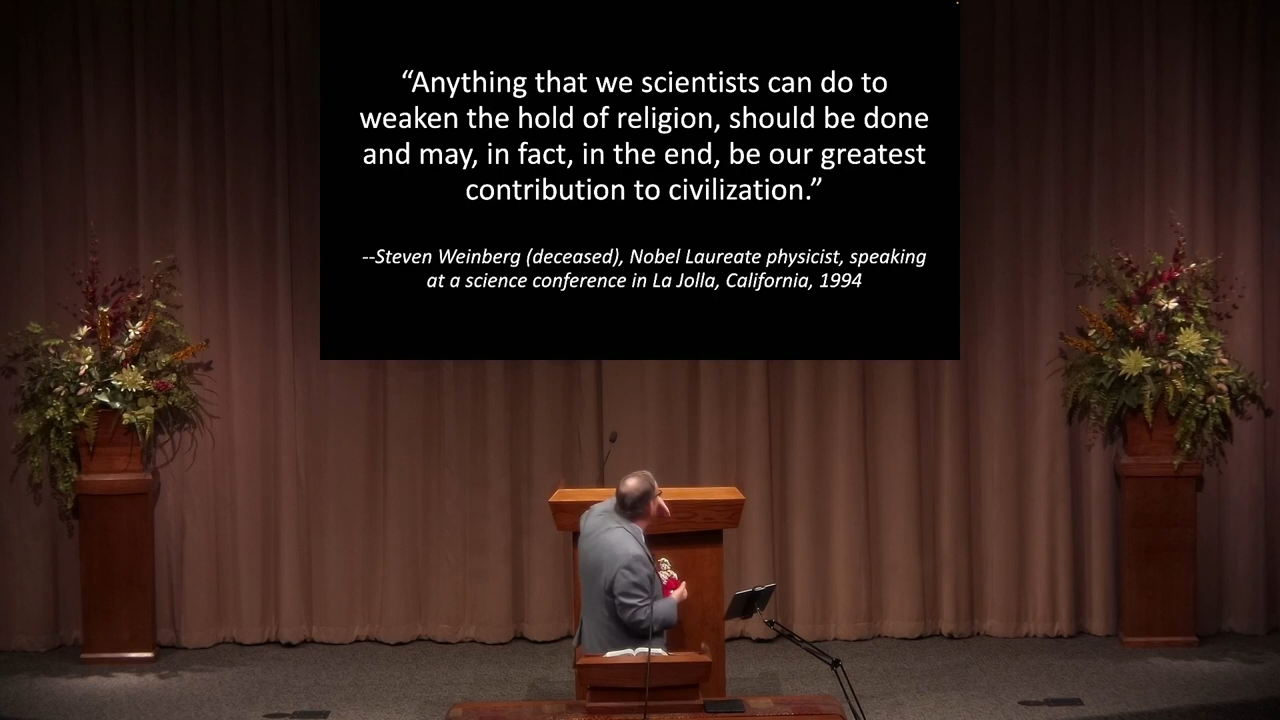 “Anything that we scientists can do to
weaken the hold of religion, should be done
and may, in fact, in the end, be our greatest
contribution to civilization.”
--Steven Weinberg (deceased), Nobel Laureate physicist, speaking
at a science conference in La Jolla, California, 1994